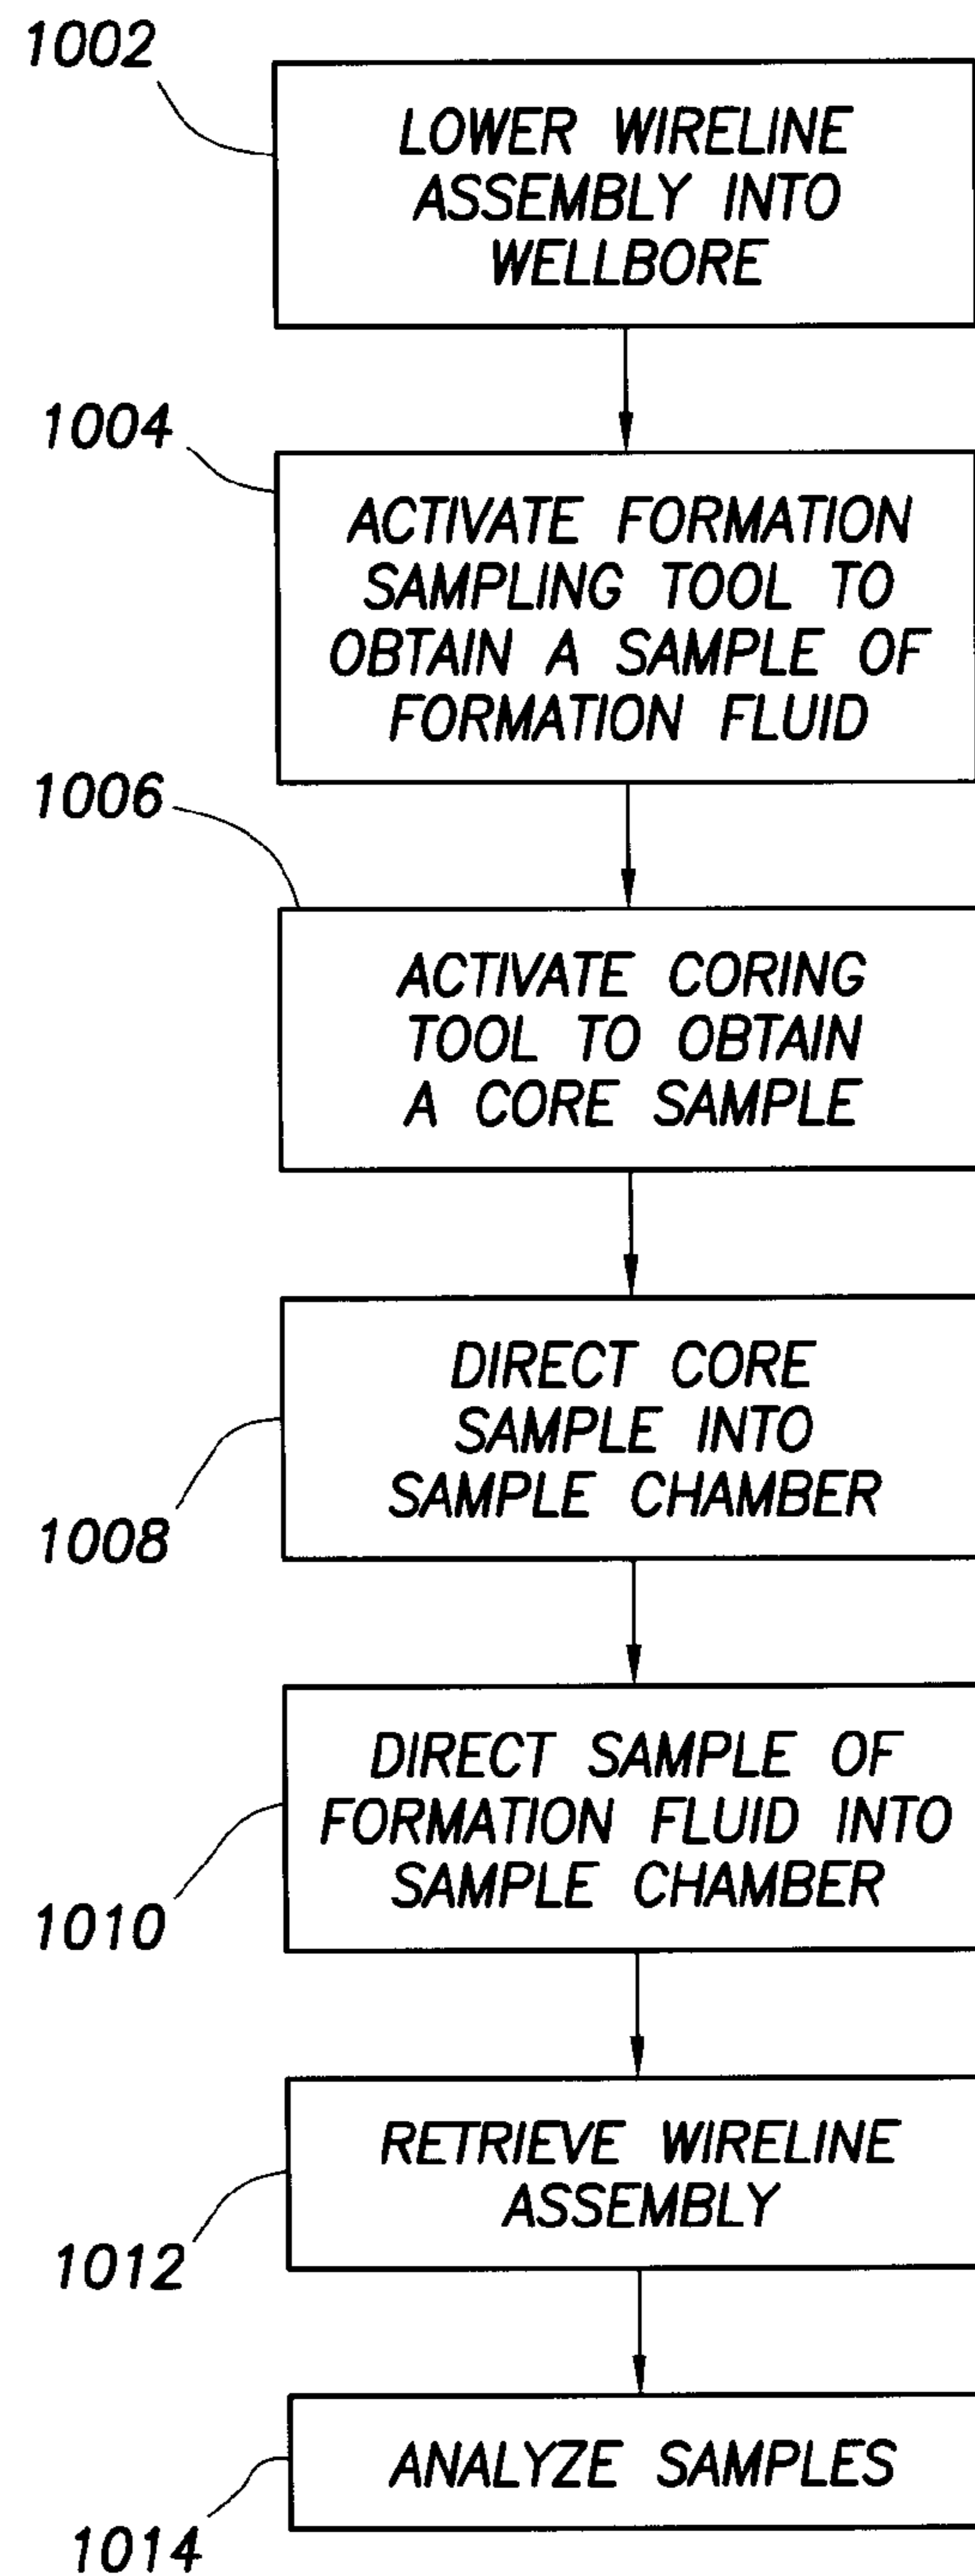 1002
LOWER WIRELINE
ASSEMBLY INTO
WELLBORE
1004
ACTIVATE FORMATION
SAMPLING TOOL TO
OBTAIN A SAMPLE OF
FORMATION FLUID
1006
ACTIVATE CORING
TOOL TO OBTAIN
A CORE SAMPLE
DIRECT CORE
SAMPLE INTO
SAMPLE CHAMBER
1008
DIRECT SAMPLE OF
FORMATION FLUID INTO
SAMPLE CHAMBER
1010
RETRIEVE WIRELINE
ASSEMBLY
1012
ANALYZE SAMPLES
1014